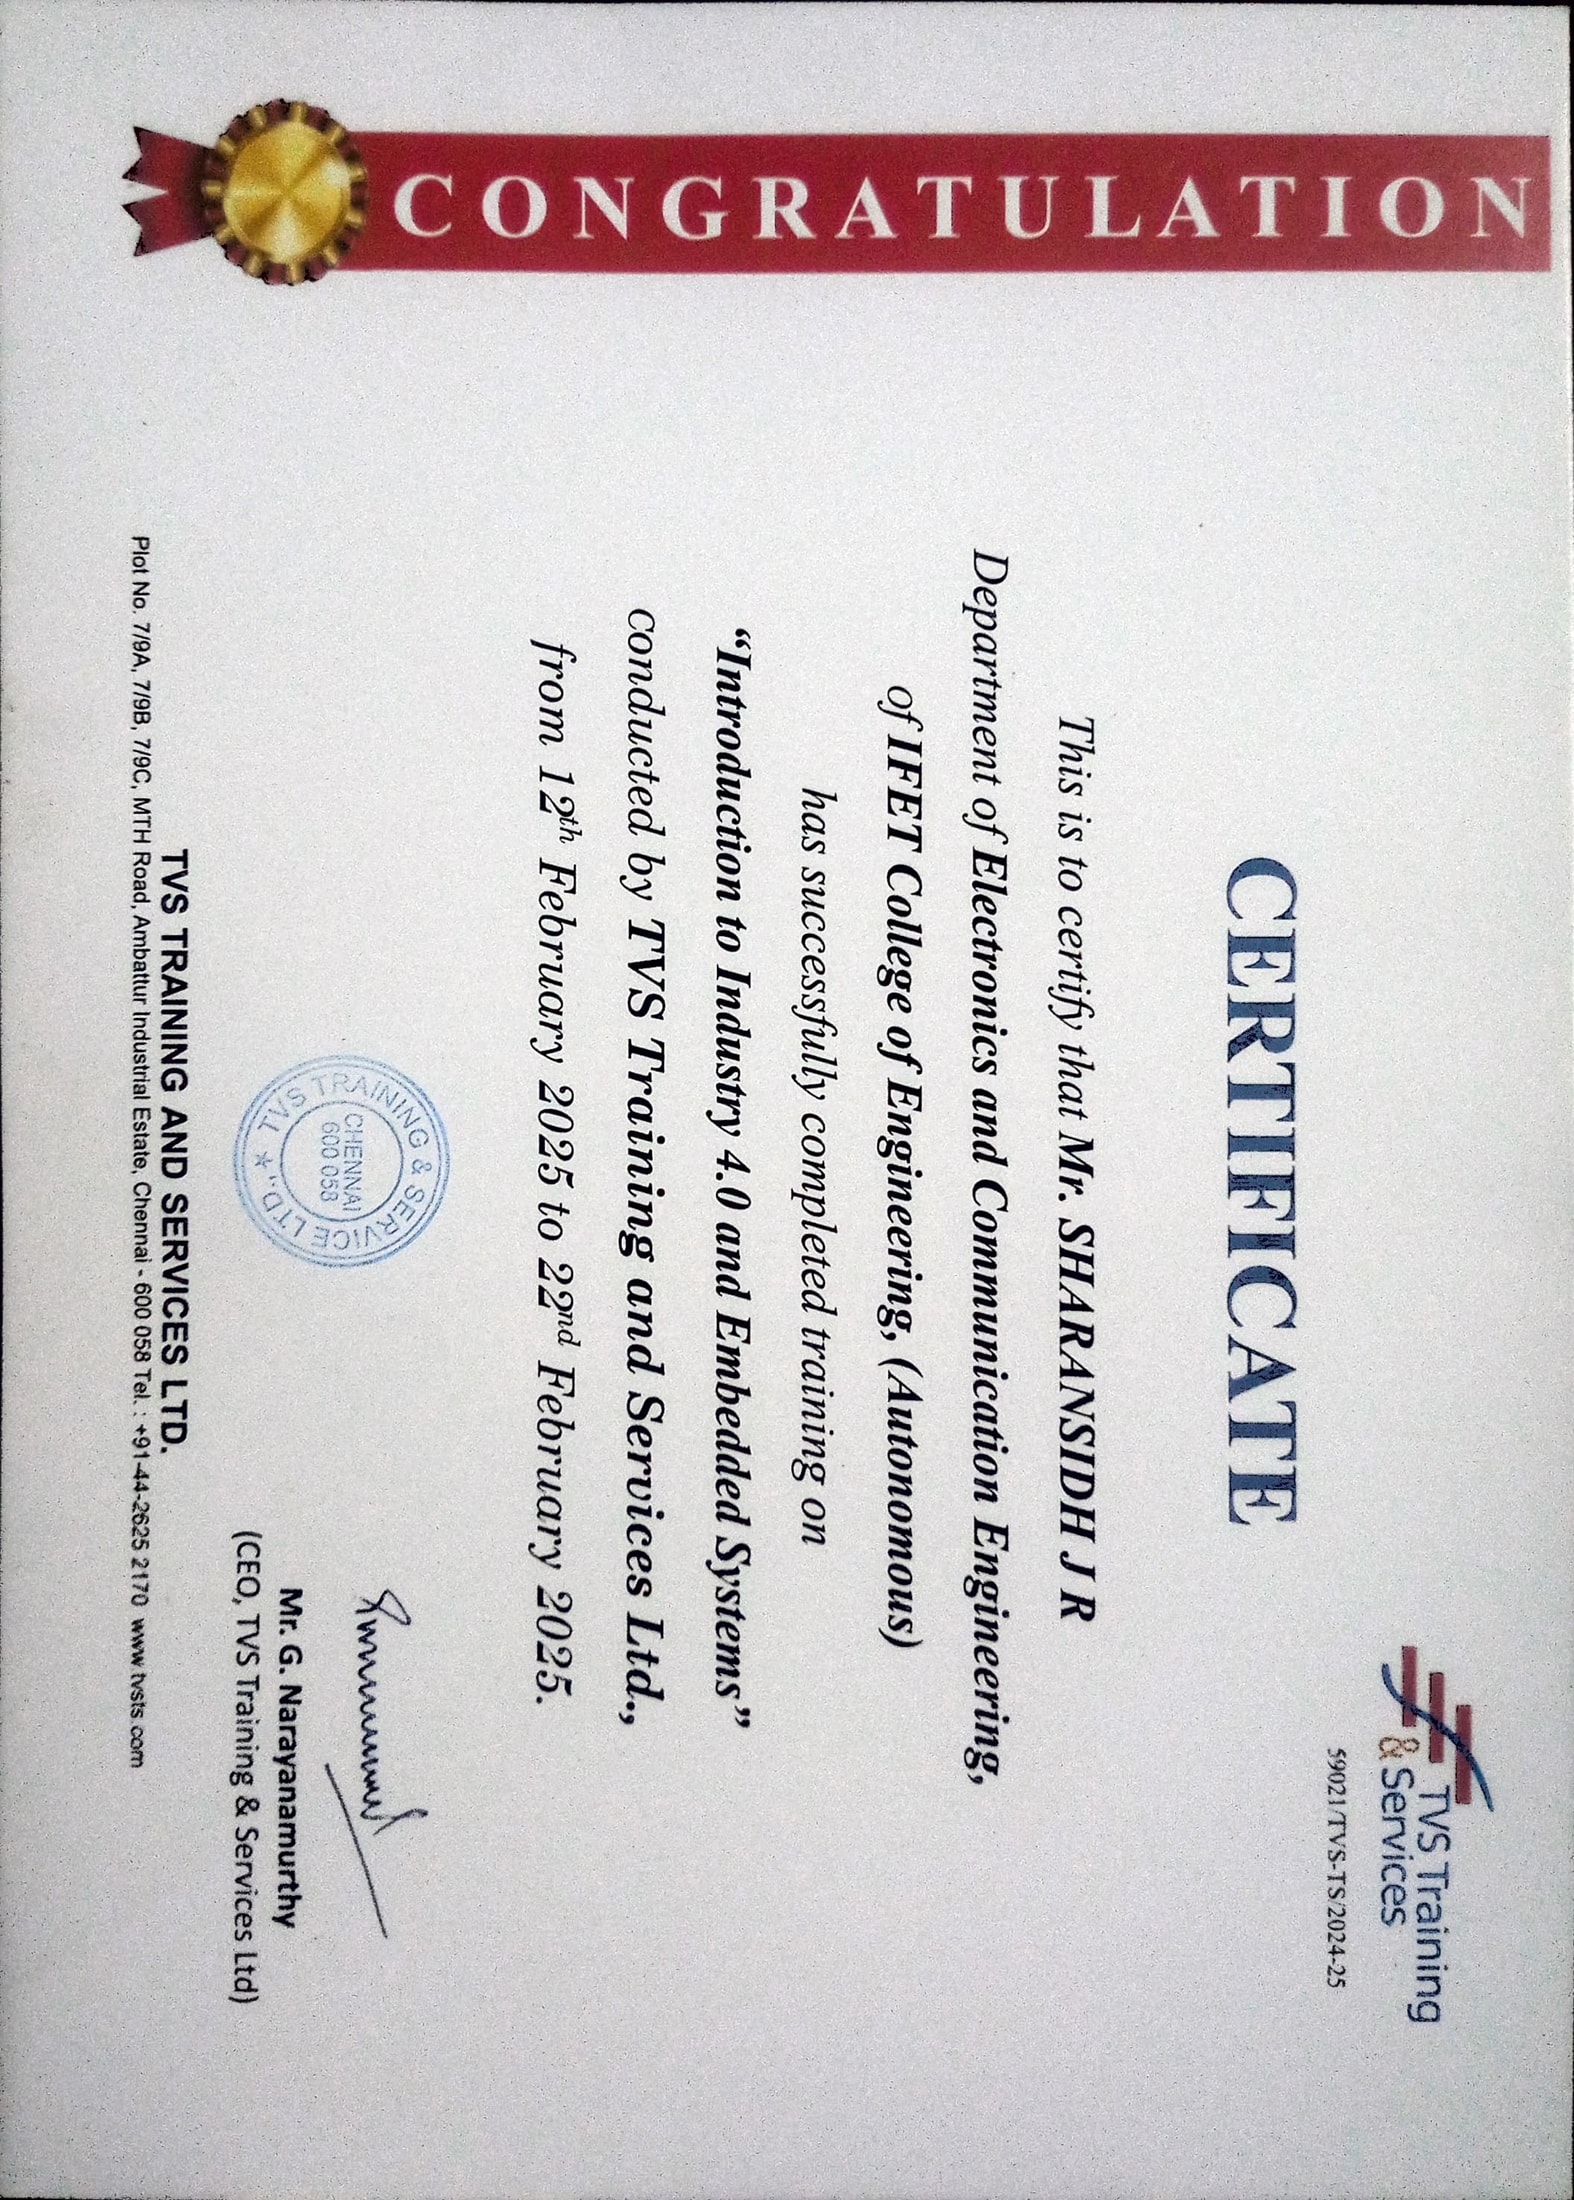 CONGRATULATION
TVS Training
& Services
59021/TVS-TS/2024-25
CERTIFICATE
This is to certify that Mr. SHARANSIDH J R
Department of Electronics and Communication Engineering,
of IFET College of Engineering, (Autonomous)
has successfully completed training on
“Introduction to Industry 4.0 and Embedded Systems”
conducted by TVS Training and Services Ltd.,
from 12th February 2025 to 22nd February 2025.
TVS TRAINING & SERVICE LTD., ★
CHENNAI
600 058
Mr. G. Narayanamurthy
(CEO, TVS Training & Services Ltd)
TVS TRAINING AND SERVICES LTD.
Plot No. 7/9A, 7/9B, 7/9C, MTH Road, Ambattur Industrial Estate, Chennai - 600 058 Tel. : +91-44-2625 2170 www.tvsts.com